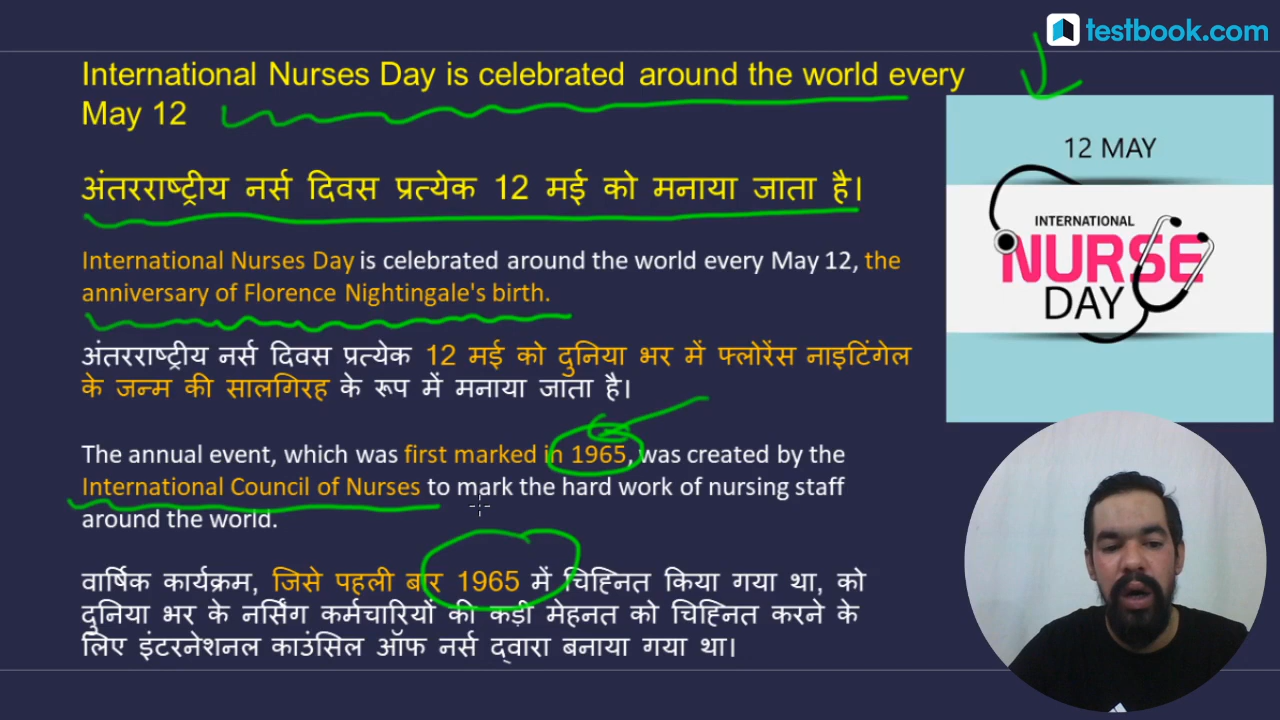 testbook.com
International Nurses Day is celebrated around the world every
May 12
अंतरराष्ट्रीय नर्स दिवस प्रत्येक 12 मई को मनाया जाता है।
International Nurses Day is celebrated around the world every May 12, the
anniversary of Florence Nightingale's birth.
अंतरराष्ट्रीय नर्स दिवस प्रत्येक 12 मई को दुनिया भर में फ्लोरेंस नाइटिंगेल
के जन्म की सालगिरह के रूप में मनाया जाता है।
The annual event, which was first marked in 1965, was created by the
International Council of Nurses to mark the hard work of nursing staff
around the world.
वार्षिक कार्यक्रम, जिसे पहली बार 1965 में चिह्नित किया गया था, को
दुनिया भर के नर्सिंग कर्मचारियों की कड़ी मेहनत को चिह्नित करने के
लिए इंटरनेशनल काउंसिल ऑफ नर्स द्वारा बनाया गया था।
12 MAY
INTERNATIONAL
NURSE
DAY